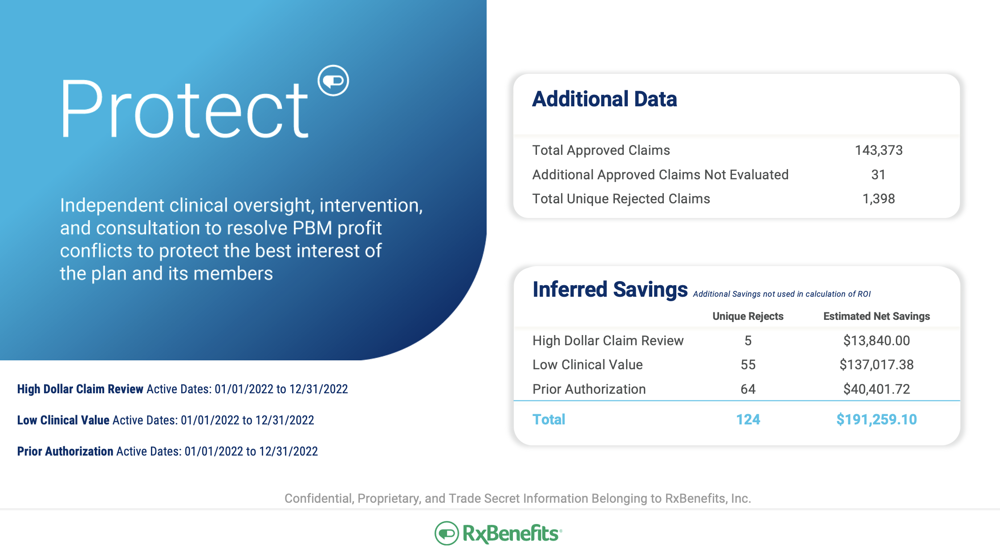 Protect
Independent clinical oversight, intervention,
and consultation to resolve PBM profit
conflicts to protect the best interest of
the plan and its members
High Dollar Claim Review Active Dates: 01/01/2022 to 12/31/2022
Low Clinical Value Active Dates: 01/01/2022 to 12/31/2022
Prior Authorization Active Dates: 01/01/2022 to 12/31/2022
Additional Data
Total Approved Claims 143,373
Additional Approved Claims Not Evaluated 31
Total Unique Rejected Claims 1,398
Inferred Savings Additional Savings not used in calculation of ROI
Unique Rejects Estimated Net Savings
High Dollar Claim Review 5 $13,840.00
Low Clinical Value 55 $137,017.38
Prior Authorization 64 $40,401.72
Total 124 $191,259.10
Confidential, Proprietary, and Trade Secret Information Belonging to RxBenefits, Inc.
RxBenefits®